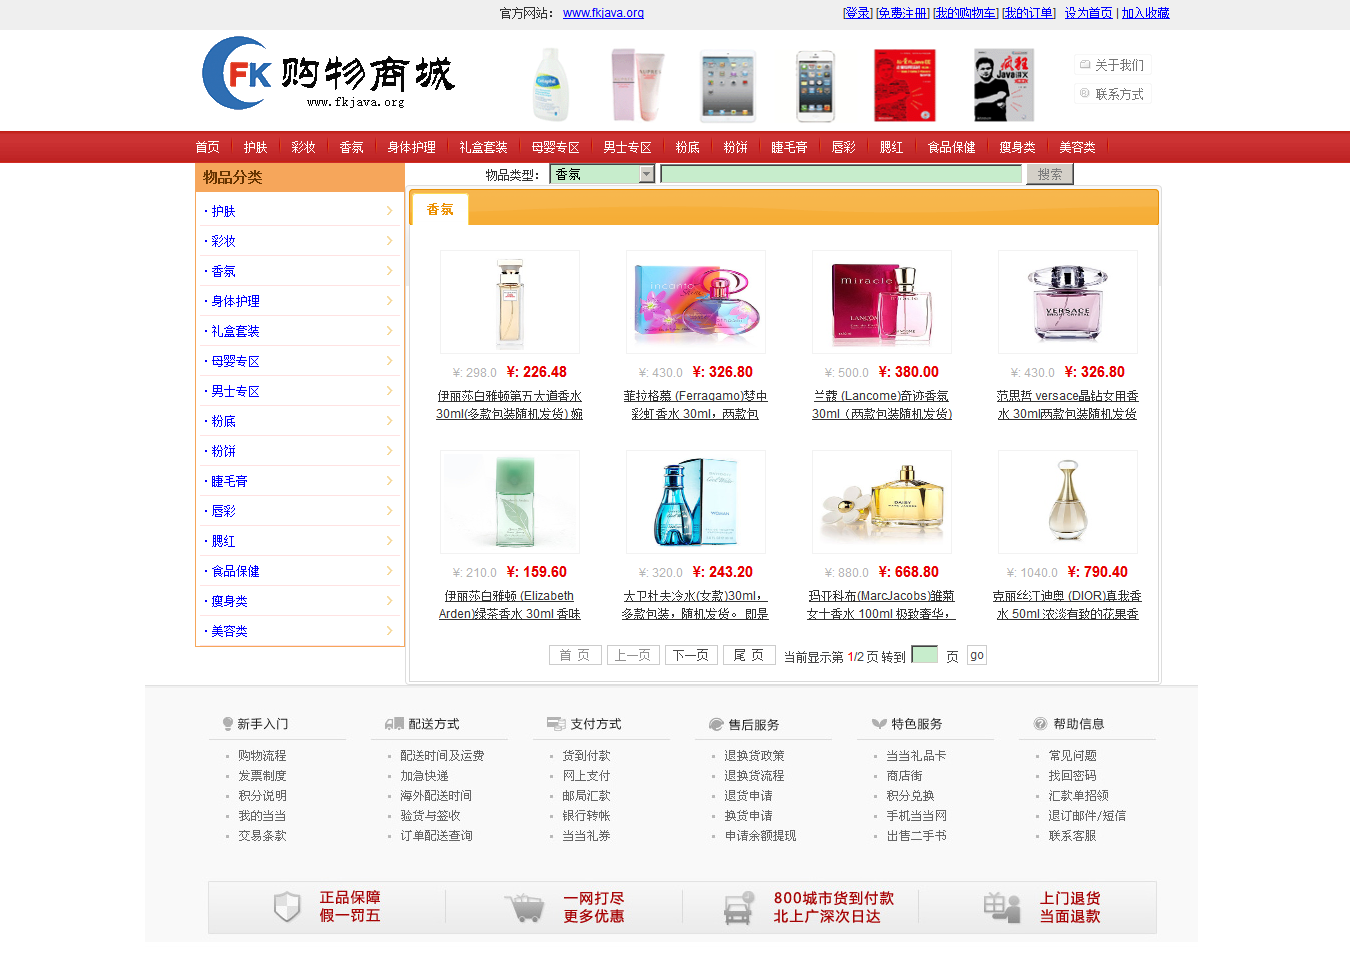 官方网站： www.fkjava.org
[登录] [免费注册] [我的购物车] [我的订单] 设为首页 | 加入收藏
FK 购物商城
www.fkjava.org
关于我们
联系方式
首页 护肤 彩妆 香氛 身体护理 礼盒套装 母婴专区 男士专区 粉底 粉饼 睫毛膏 唇彩 腮红 食品保健 瘦身类 美容类
物品分类
物品类型： 香氛 搜索
· 护肤
· 彩妆
· 香氛
· 身体护理
· 礼盒套装
· 母婴专区
· 男士专区
· 粉底
· 粉饼
· 睫毛膏
· 唇彩
· 腮红
· 食品保健
· 瘦身类
· 美容类
香氛
incanto
miracle
LANCOME
VERSACE
¥: 298.0 ¥: 226.48
伊丽莎白雅顿第五大道香水
30ml(多款包装随机发货) 婉
¥: 430.0 ¥: 326.80
菲拉格慕 (Ferragamo)梦中
彩虹香水 30ml，两款包
¥: 500.0 ¥: 380.00
兰蔻 (Lancome)奇迹香氛
30ml（两款包装随机发货)
¥: 430.0 ¥: 326.80
范思哲 versace晶钻女用香
水 30ml两款包装随机发货
DAISY
¥: 210.0 ¥: 159.60
伊丽莎白雅顿 (Elizabeth
Arden)绿茶香水 30ml 香味
¥: 320.0 ¥: 243.20
大卫杜夫冷水(女款)30ml，
多款包装，随机发货。 即是
¥: 880.0 ¥: 668.80
玛亚科布(MarcJacobs)雏菊
女士香水 100ml 极致奢华，
¥: 1040.0 ¥: 790.40
克丽丝汀迪奥 (DIOR)真我香
水 50ml 浓淡有致的花果香
首 页 上一页 下一页 尾 页 当前显示第 1/2 页 转到 页 go
新手入门
购物流程
发票制度
积分说明
我的当当
交易条款
配送方式
配送时间及运费
加急快递
海外配送时间
验货与签收
订单配送查询
支付方式
货到付款
网上支付
邮局汇款
银行转帐
当当礼券
售后服务
退换货政策
退换货流程
退货申请
换货申请
申请余额提现
特色服务
当当礼品卡
商店街
积分兑换
手机当当网
出售二手书
帮助信息
常见问题
找回密码
汇款单招领
退订邮件/短信
联系客服
正品保障
假一罚五
一网打尽
更多优惠
800城市货到付款
北上广深次日达
上门退货
当面退款